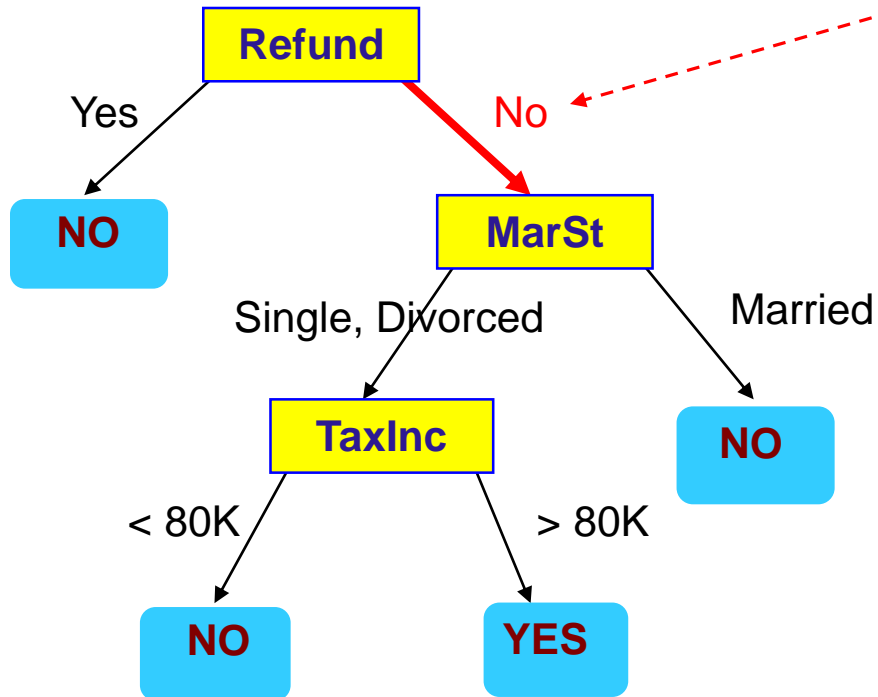 Refund
Yes
No
NO
MarSt
Single, Divorced
Married
TaxInc
NO
< 80K
> 80K
NO
YES